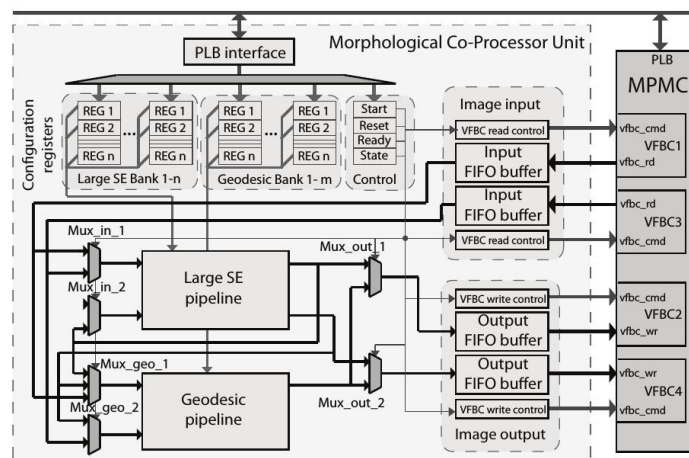 PLB interface
Morphological Co-Processor Unit
PLB
MPMC
Configuration
registers
REG 1
REG 2
REG n
...
REG 1
REG 2
REG n
Large SE Bank 1-n
REG 1
REG 2
REG n
...
REG 1
REG 2
REG n
Geodesic Bank 1- m
Start
Reset
Ready
State
Control
Image input
VFBC read control
Input
FIFO buffer
Input
FIFO buffer
VFBC read control
vfbc_cmd
VFBC1
vfbc_rd
vfbc_rd
VFBC3
vfbc_cmd
Mux_in_1
Mux_in_2
Large SE
pipeline
Mux_out_1
Mux_geo_1
Mux_geo_2
Geodesic
pipeline
Mux_out_2
VFBC write control
Output
FIFO buffer
Output
FIFO buffer
VFBC write control
Image output
vfbc_cmd
VFBC2
vfbc_wr
vfbc_wr
VFBC4
vfbc_cmd